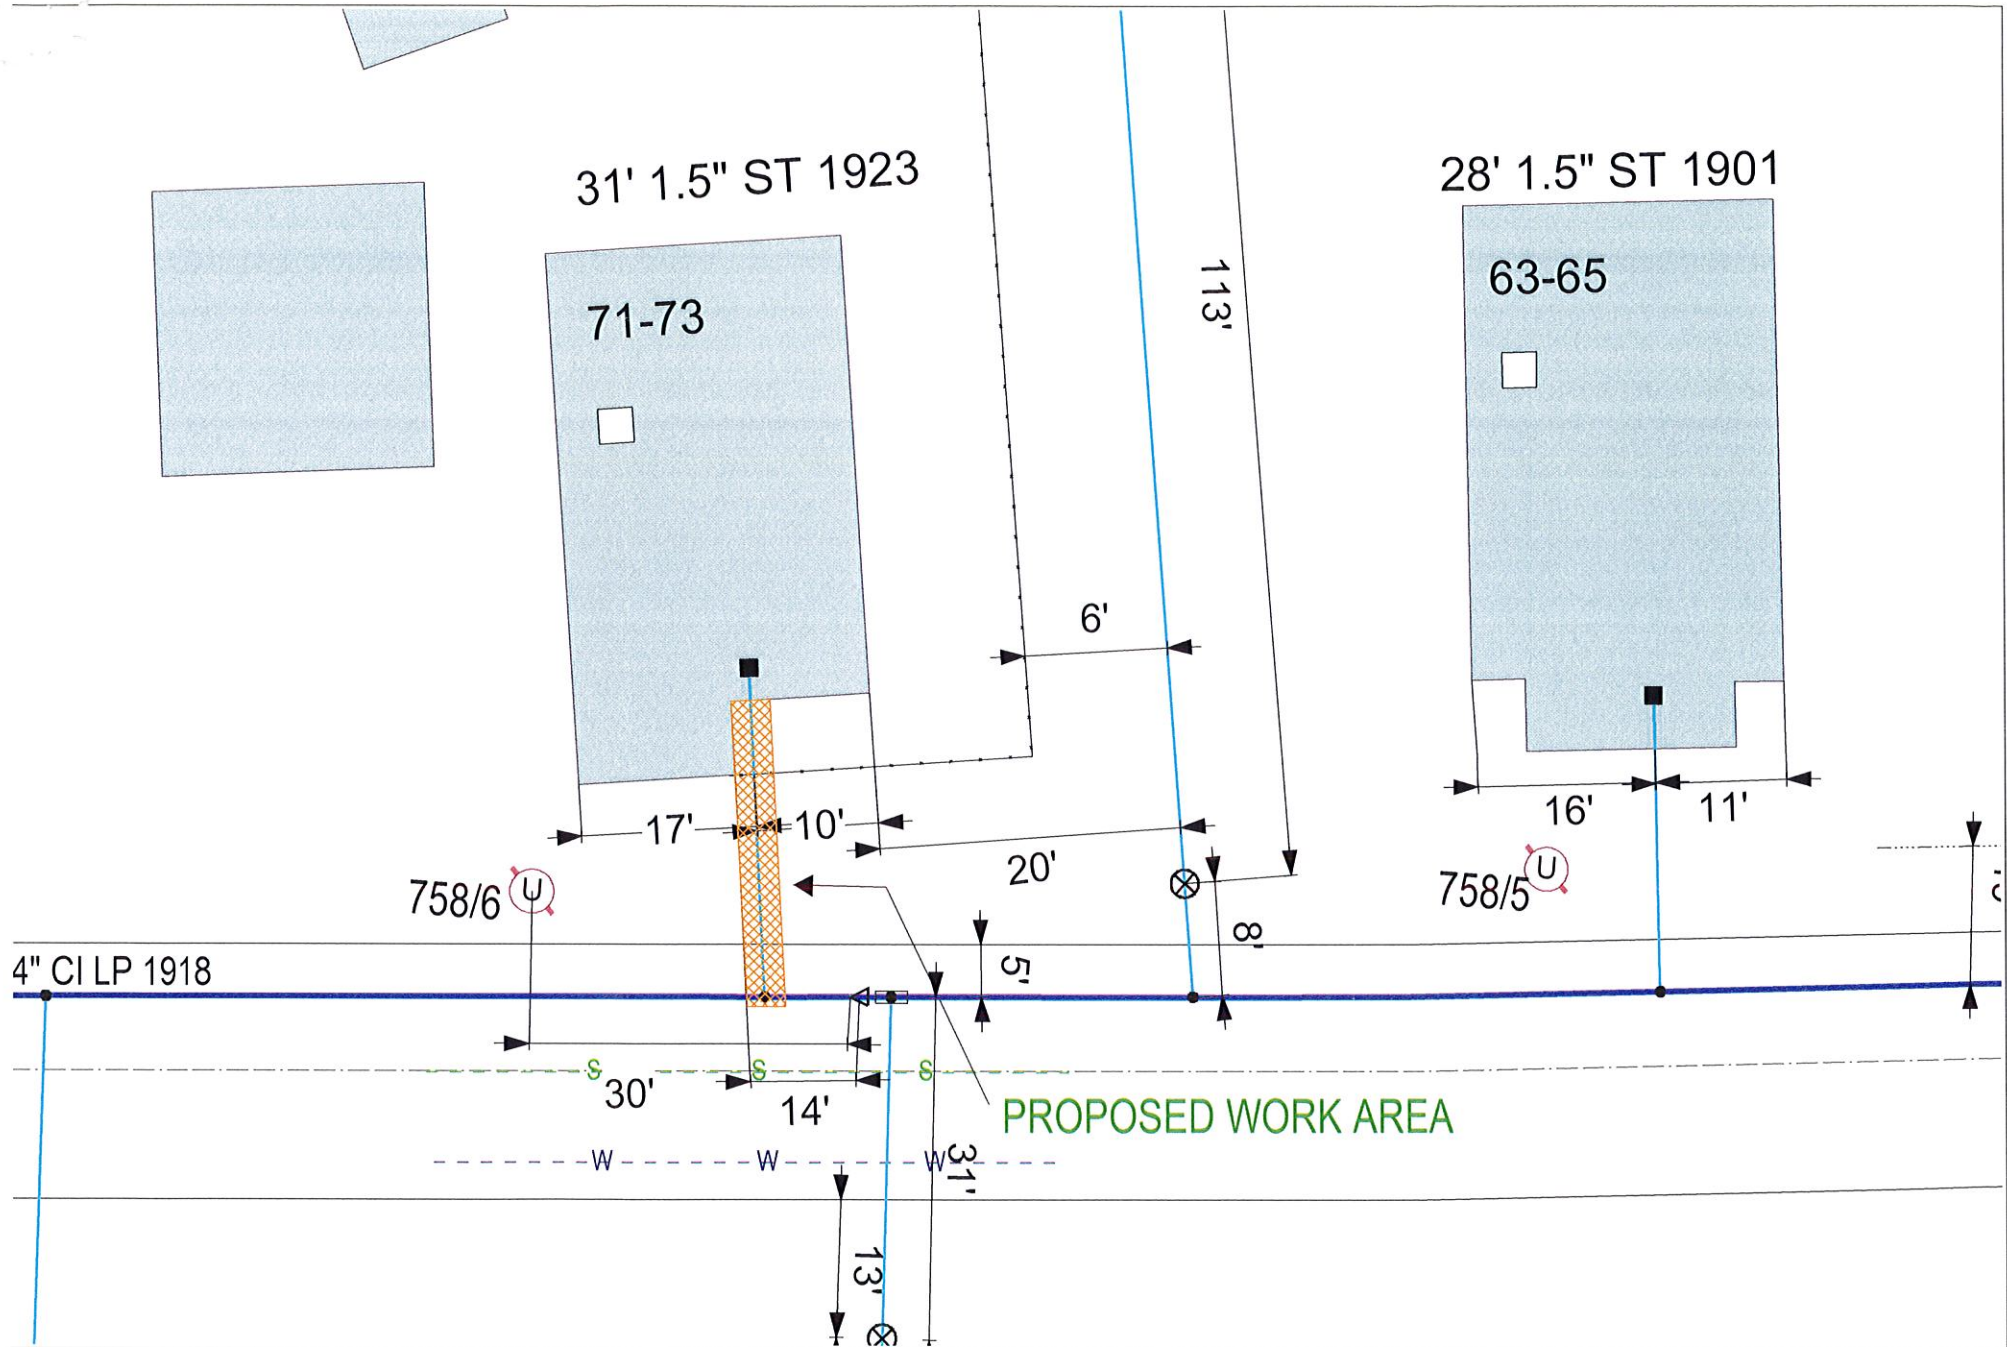 31' 1.5" ST 1923
28' 1.5" ST 1901
71-73
63-65
113'
6'
17'
10'
20'
16'
11'
758/6
U
758/5
U
8'
5'
4" CI LP 1918
S
S
S
30'
14'
PROPOSED WORK AREA
W
W
W
31'
13'